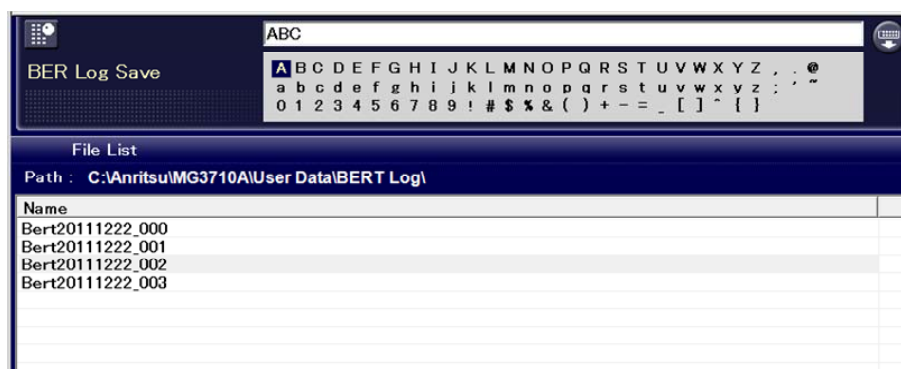 ABC
BER Log Save
A B C D E F G H I J K L M N O P Q R S T U V W X Y Z , . @
a b c d e f g h i j k l m n o p q r s t u v w x y z ; ' ~
0 1 2 3 4 5 6 7 8 9 ! # $ % & ( ) + - = _ [ ] ^ { }
File List
Path : C:\Anritsu\MG3710A\User Data\BERT Log\
Name
Bert20111222_000
Bert20111222_001
Bert20111222_002
Bert20111222_003